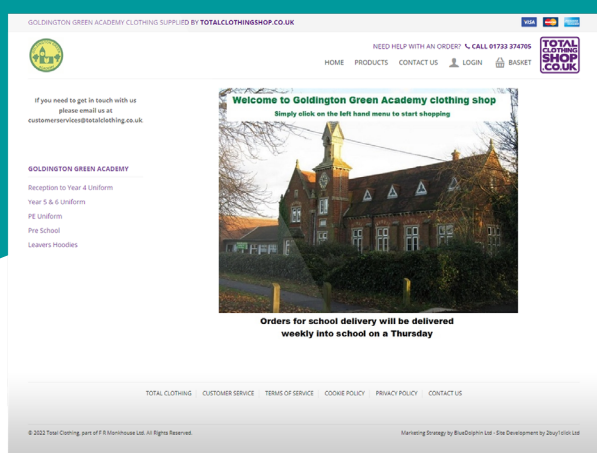 GOLDINGTON GREEN ACADEMY CLOTHING SUPPLIED BY TOTALCLOTHINGSHOP.CO.UK
VISA
NEED HELP WITH AN ORDER? CALL 01733 374705
HOME PRODUCTS CONTACT US LOGIN BASKET
TOTAL
CLOTHING
SHOP
.CO.UK
If you need to get in touch with us
please email us at
customerservices@totalclothing.co.uk
Welcome to Goldington Green Academy clothing shop
Simply click on the left hand menu to start shopping
GOLDINGTON GREEN ACADEMY
Reception to Year 4 Uniform
Year 5 & 6 Uniform
PE Uniform
Pre School
Leavers Hoodies
Orders for school delivery will be delivered
weekly into school on a Thursday
TOTAL CLOTHING CUSTOMER SERVICE TERMS OF SERVICE COOKIE POLICY PRIVACY POLICY CONTACT US
© 2022 Total Clothing, part of F R Monkhouse Ltd. All Rights Reserved.
Marketing Strategy by BlueDolphin Ltd - Site Development by 2buy1click Ltd